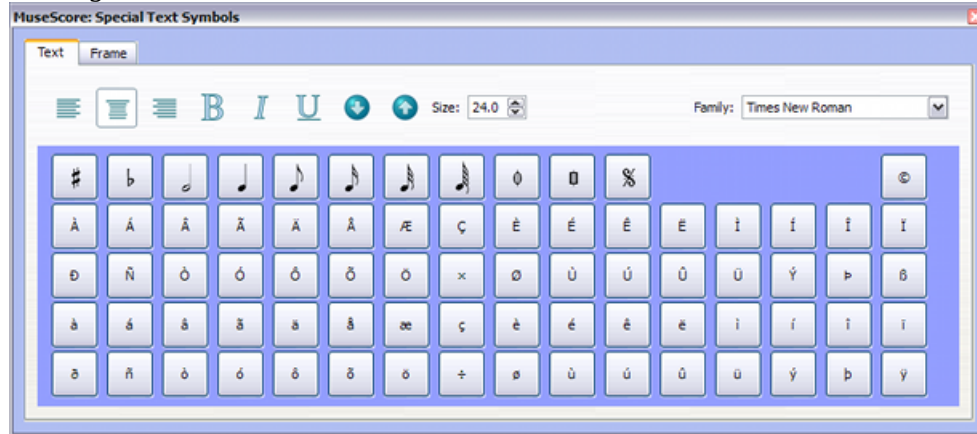 MuseScore: Special Text Symbols
Text Frame
B I U Size: 24.0 Family: Times New Roman
♯ ♭ 𝅗𝅥 ♩ ♪ 𝅘𝅥𝅯 𝅘𝅥𝅰 𝅘𝅥𝅱 𝄌 𝄋 ©
À Á Â Ã Ä Å Æ Ç È É Ê Ë Ì Í Î Ï
Ð Ñ Ò Ó Ô Õ Ö × Ø Ù Ú Û Ü Ý Þ ß
à á â ã ä å æ ç è é ê ë ì í î ï
ð ñ ò ó ô õ ö ÷ ø ù ú û ü ý þ ÿ